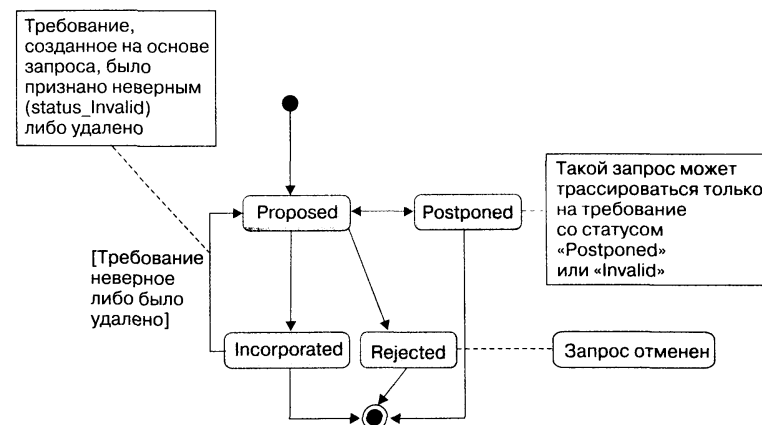 Требование,
созданное на основе
запроса, было
признано неверным
(status_Invalid)
либо удалено
Такой запрос может
трассироваться только
на требование
со статусом
«Postponed»
или «Invalid»
Proposed
Postponed
[Требование
неверное
либо было
удалено]
Incorporated
Rejected
Запрос отменен